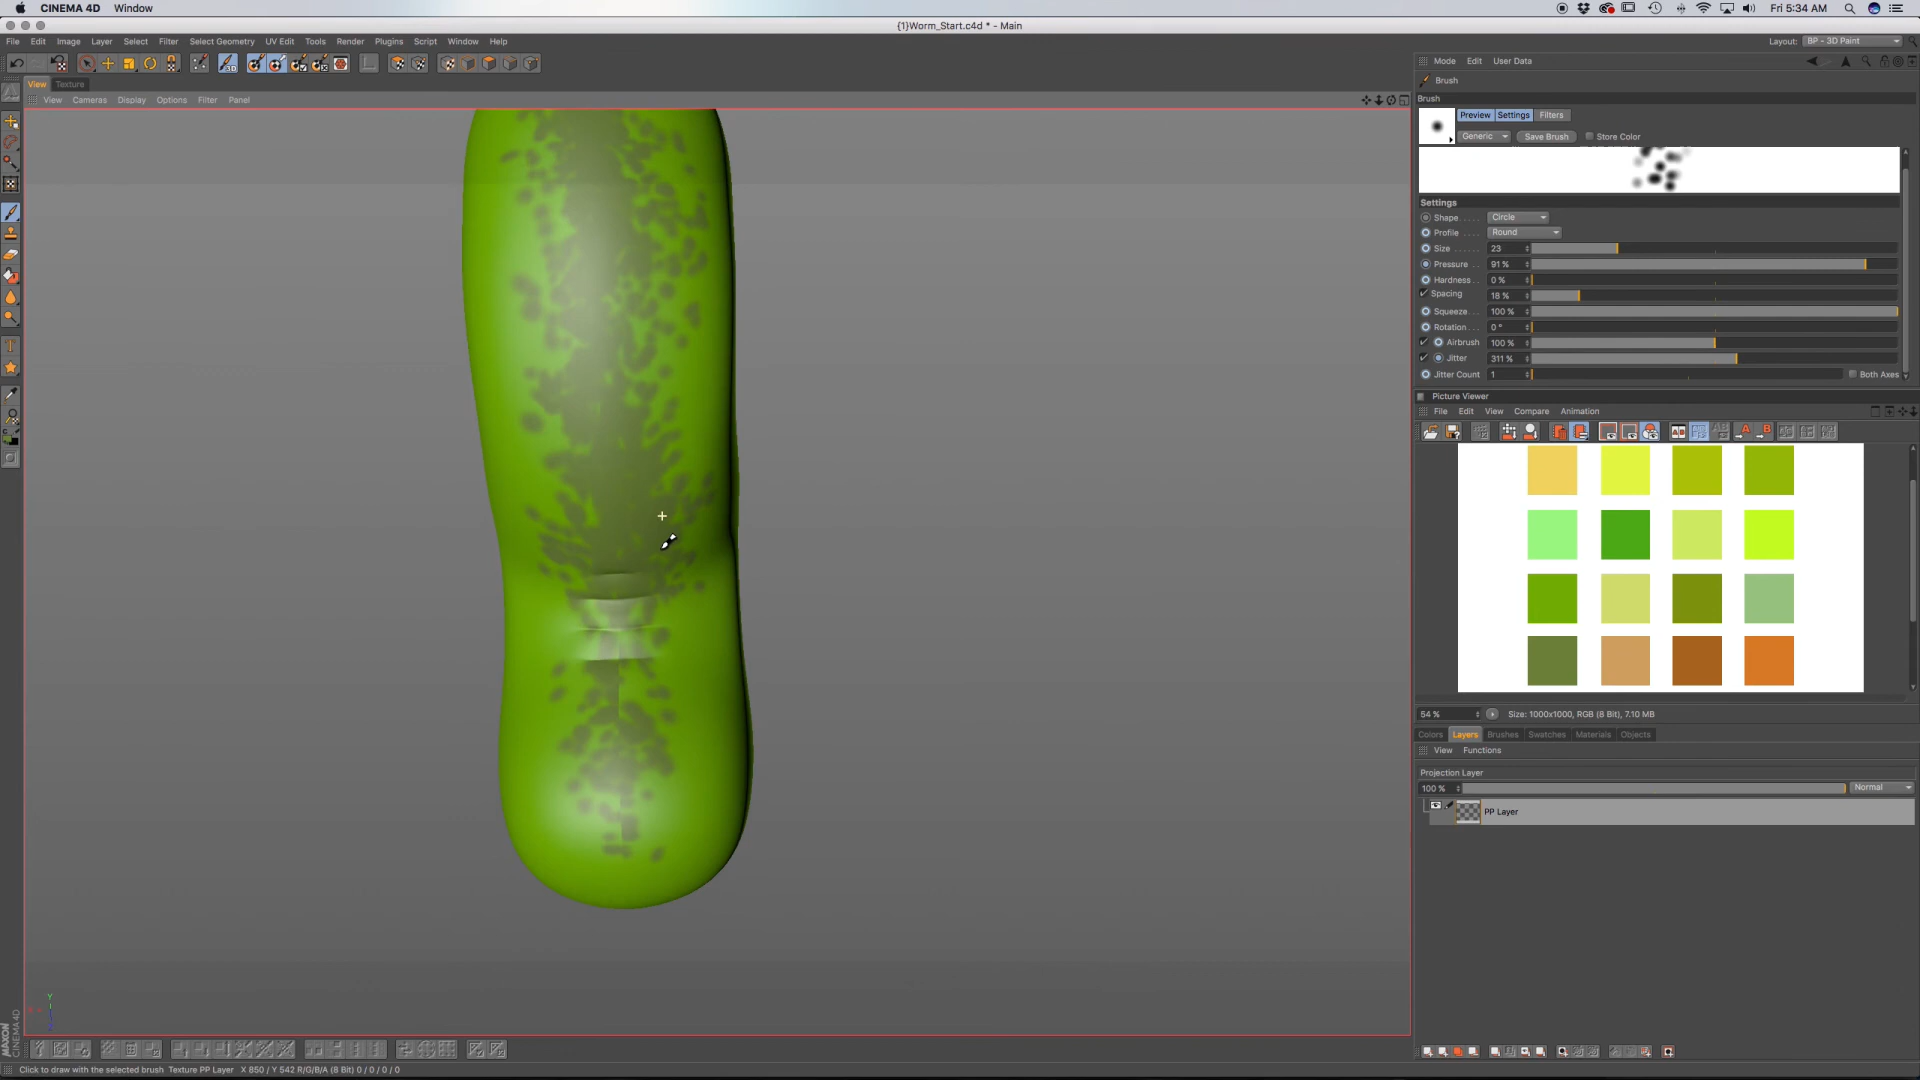 CINEMA 4D Window Fri 5:34 AM
{1}Worm_Start.c4d * - Main
File Edit Image Layer Select Filter Select Geometry UV Edit Tools Render Plugins Script Window Help Layout: BP - 3D Paint
Mode Edit User Data
View Texture
Brush
View Cameras Display Options Filter Panel
Brush
Preview Settings Filters
Generic Save Brush Store Color
Settings
Shape Circle
Profile Round
Size 23
Pressure 91 %
Hardness 0 %
Spacing 18 %
Squeeze 100 %
Rotation 0 °
Airbrush 100 %
Jitter 311 %
Jitter Count 1 Both Axes
Picture Viewer
File Edit View Compare Animation
54 % Size: 1000x1000, RGB (8 Bit), 7.10 MB
Colors Layers Brushes Swatches Materials Objects
View Functions
Projection Layer
100 % Normal
PP Layer
Y
MAXON
CINEMA 4D
Click to draw with the selected brush Texture PP Layer X 850 / Y 542 R/G/B/A (8 Bit) 0 / 0 / 0 / 0